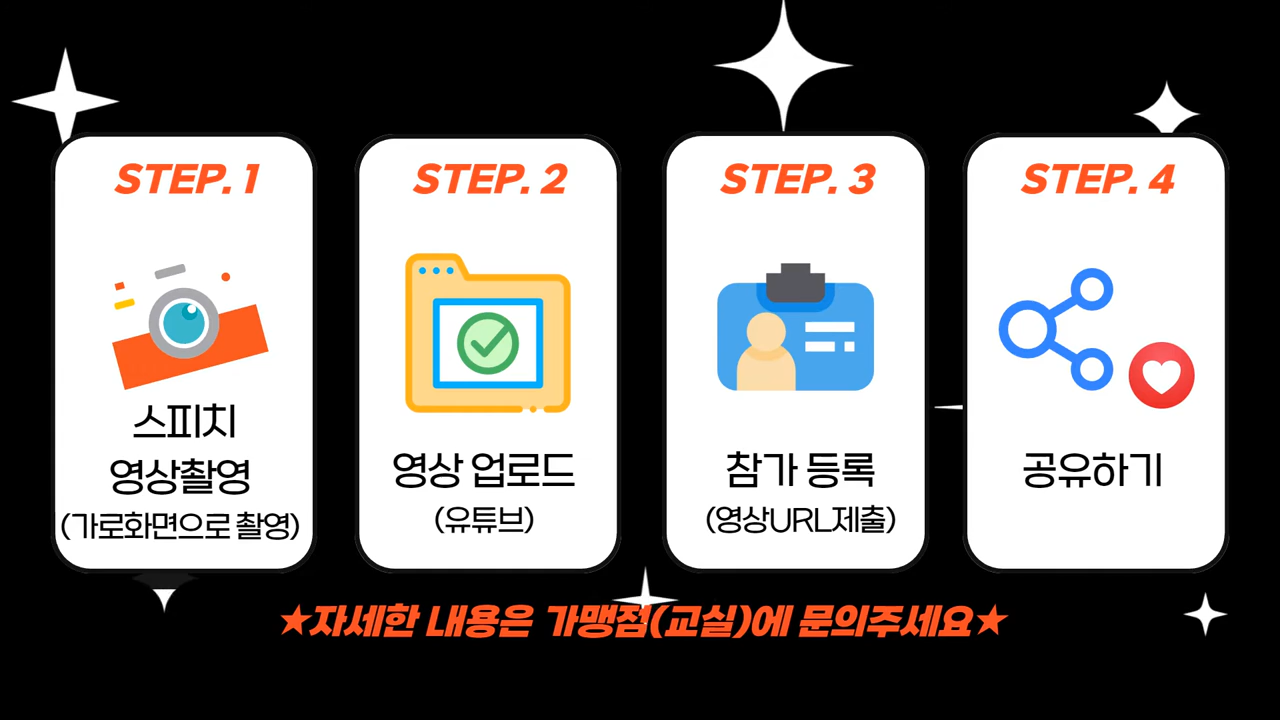 STEP. 1
스피치
영상촬영
(가로화면으로 촬영)
STEP. 2
영상 업로드
(유튜브)
STEP. 3
참가 등록
(영상URL제출)
STEP. 4
공유하기
★자세한 내용은 가맹점(교실)에 문의주세요★